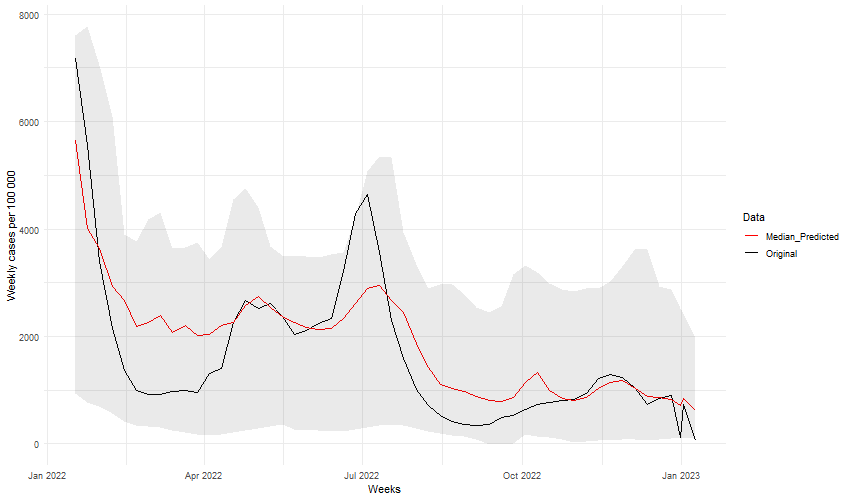 8000
6000
4000
2000
0
Weekly cases per 100 000
Jan 2022
Apr 2022
Jul 2022
Oct 2022
Jan 2023
Weeks
Data
Median_Predicted
Original